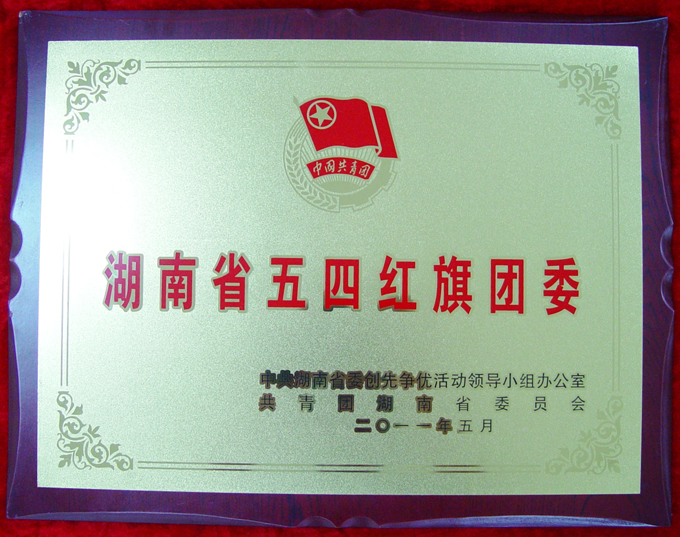 中国共青团
湖南省五四红旗团委
中共湖南省委创先争优活动领导小组办公室
共青团湖南省委员会
二〇一一年五月